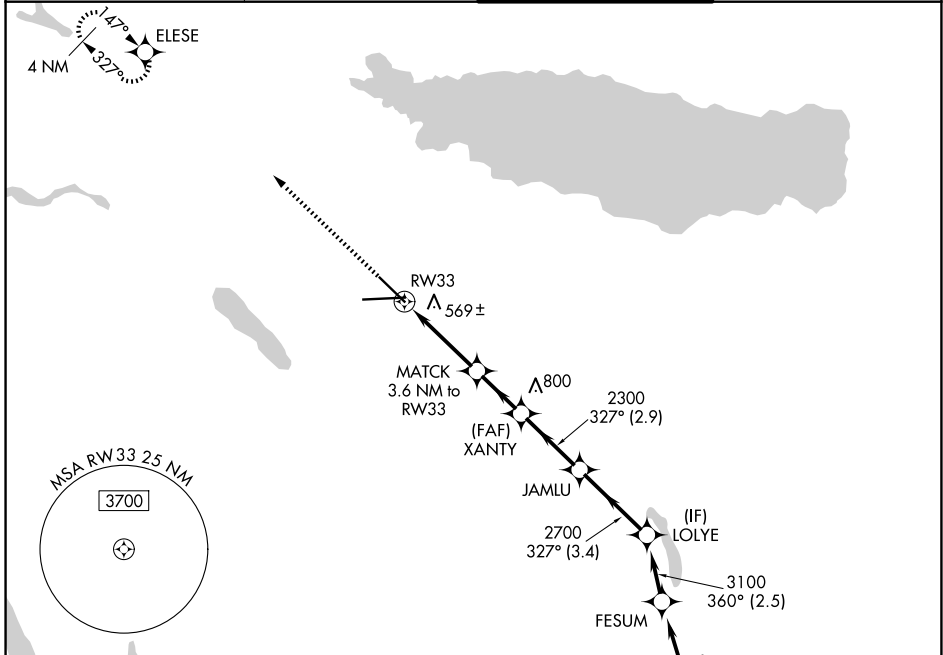 147°
ELESE
4 NM
327°
RW33
569±
MATCK
3.6 NM to
RW33
800
2300
327° (2.9)
(FAF)
XANTY
JAMLU
MSA RW33 25 NM
3700
(IF)
LOLYE
2700
327° (3.4)
3100
360° (2.5)
FESUM